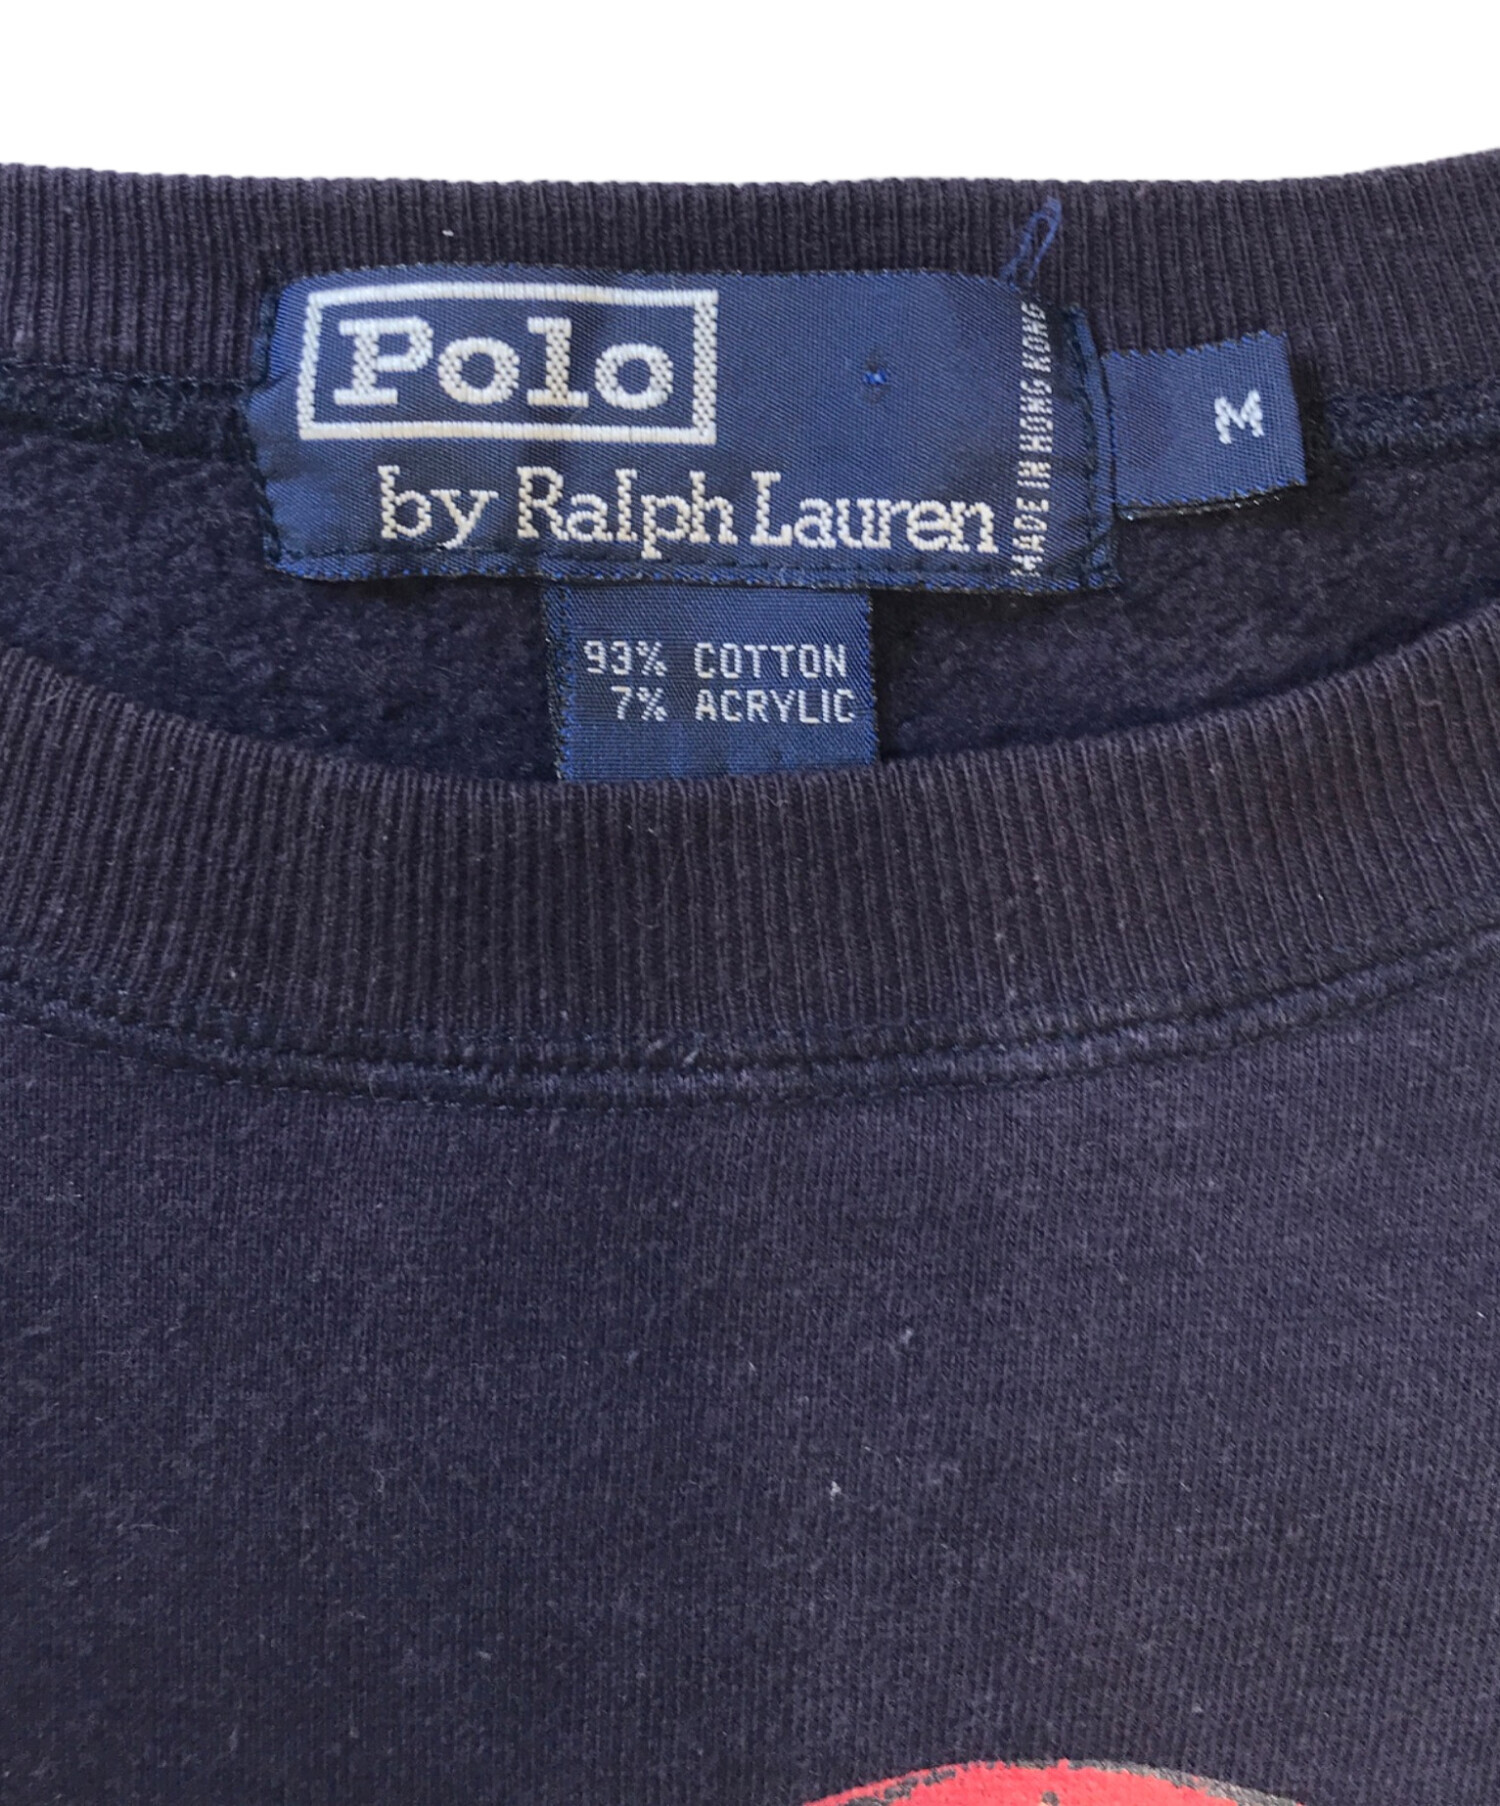 Polo
by Ralph Lauren
MADE IN HONG KONG
M
93% COTTON
7% ACRYLIC